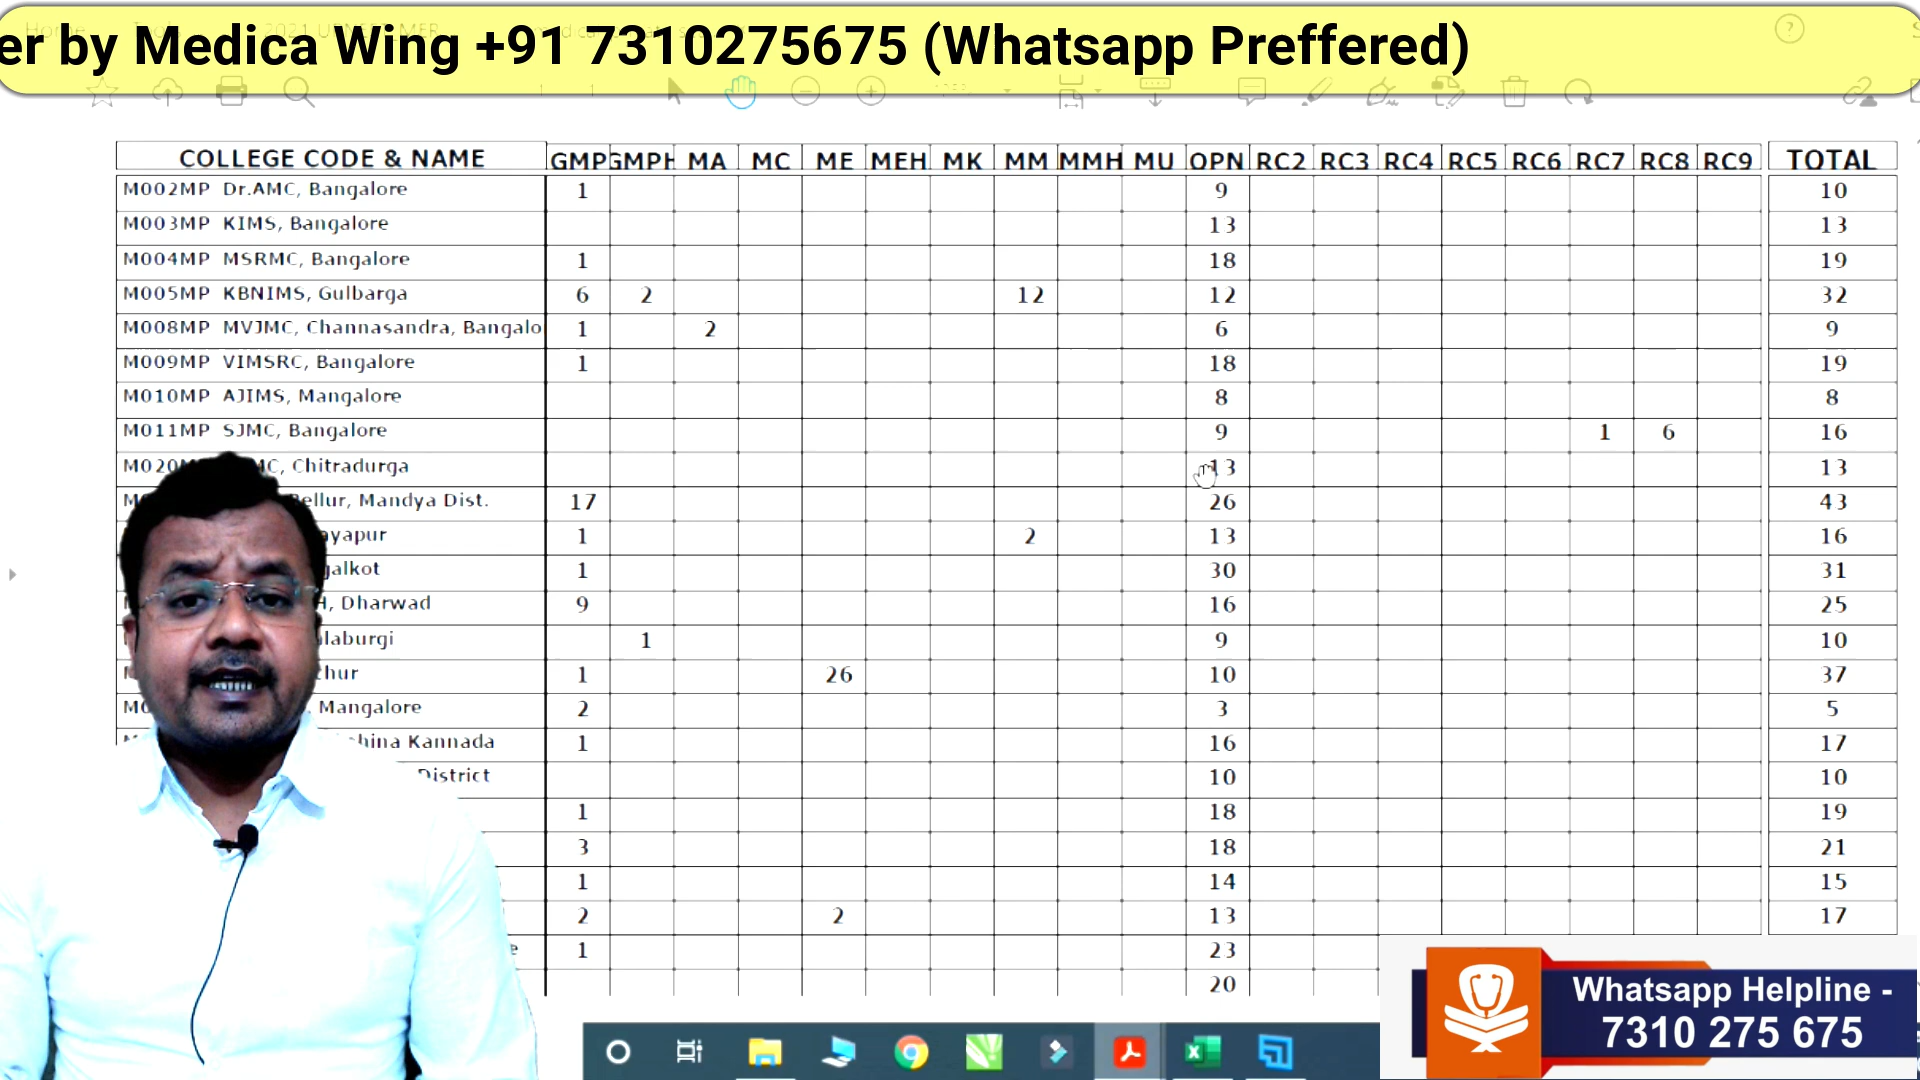 er by Medica Wing +91 7310275675 (Whatsapp Preffered)
COLLEGE CODE & NAME GMP GMPH MA MC ME MEH MK MM MMH MU OPN RC2 RC3 RC4 RC5 RC6 RC7 RC8 RC9 TOTAL
M002MP Dr.AMC, Bangalore 1 9 10
M003MP KIMS, Bangalore 13 13
M004MP MSRMC, Bangalore 1 18 19
M005MP KBNIMS, Gulbarga 6 2 12 12 32
M008MP MVJMC, Channasandra, Bangalo 1 2 6 9
M009MP VIMSRC, Bangalore 1 18 19
M010MP AJIMS, Mangalore 8 8
M011MP SJMC, Bangalore 9 1 6 16
M020 MC, Chitradurga 13 13
Bellur, Mandya Dist. 17 26 43
ayapur 1 2 13 16
galkot 1 30 31
H, Dharwad 9 16 25
laburgi 1 9 10
chur 1 26 10 37
, Mangalore 2 3 5
shina Kannada 1 16 17
District 10 10
1 18 19
3 18 21
1 14 15
2 2 13 17
e 1 23
20
Whatsapp Helpline -
7310 275 675